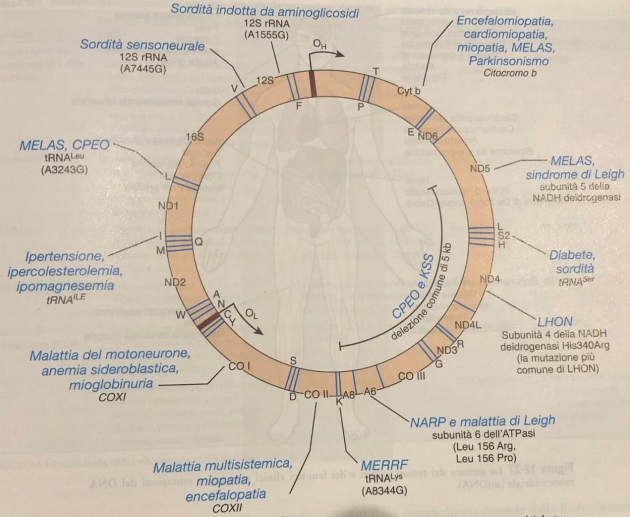 Sordità indotta da aminoglicosidi
12S rRNA
(A1555G)
Sordità sensoneurale
12S rRNA
(A7445G)
MELAS, CPEO
tRNALeu
(A3243G)
Ipertensione,
ipercolesterolemia,
ipomagnesemia
tRNAILE
Malattia del motoneurone,
anemia sideroblastica,
mioglobinuria
COXI
Malattia multisistemica,
miopatia,
encefalopatia
COXII
MERRF
tRNALys
(A8344G)
NARP e malattia di Leigh
subunità 6 dell'ATPasi
(Leu 156 Arg,
Leu 156 Pro)
LHON
Subunità 4 della NADH
deidrogenasi His340Arg
(la mutazione più
comune di LHON)
Diabete,
sordità
tRNASer
MELAS,
sindrome di Leigh
subunità 5 della
NADH deidrogenasi
Encefalomiopatia,
cardiomiopatia,
miopatia, MELAS,
Parkinsonismo
Citocromo b
OH
T
P
Cyt b
E
ND6
ND5
L
S2
H
ND4
ND4L
R
ND3
G
CO III
A6
A8
K
CO II
D
S
CO I
Y
C
N
A
W
OL
ND2
M
Q
I
ND1
L
16S
V
12S
F
CPEO e KSS
delezione comune di 5 kb